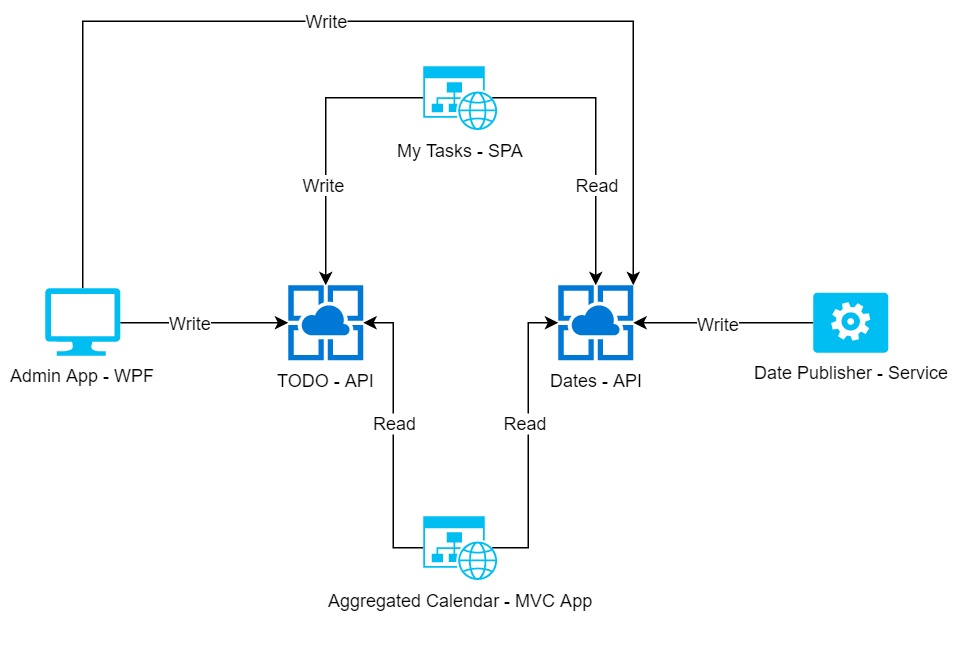 Write
My Tasks - SPA
Write
Read
Write
Write
Admin App - WPF
TODO - API
Dates - API
Date Publisher - Service
Read
Read
Aggregated Calendar - MVC App